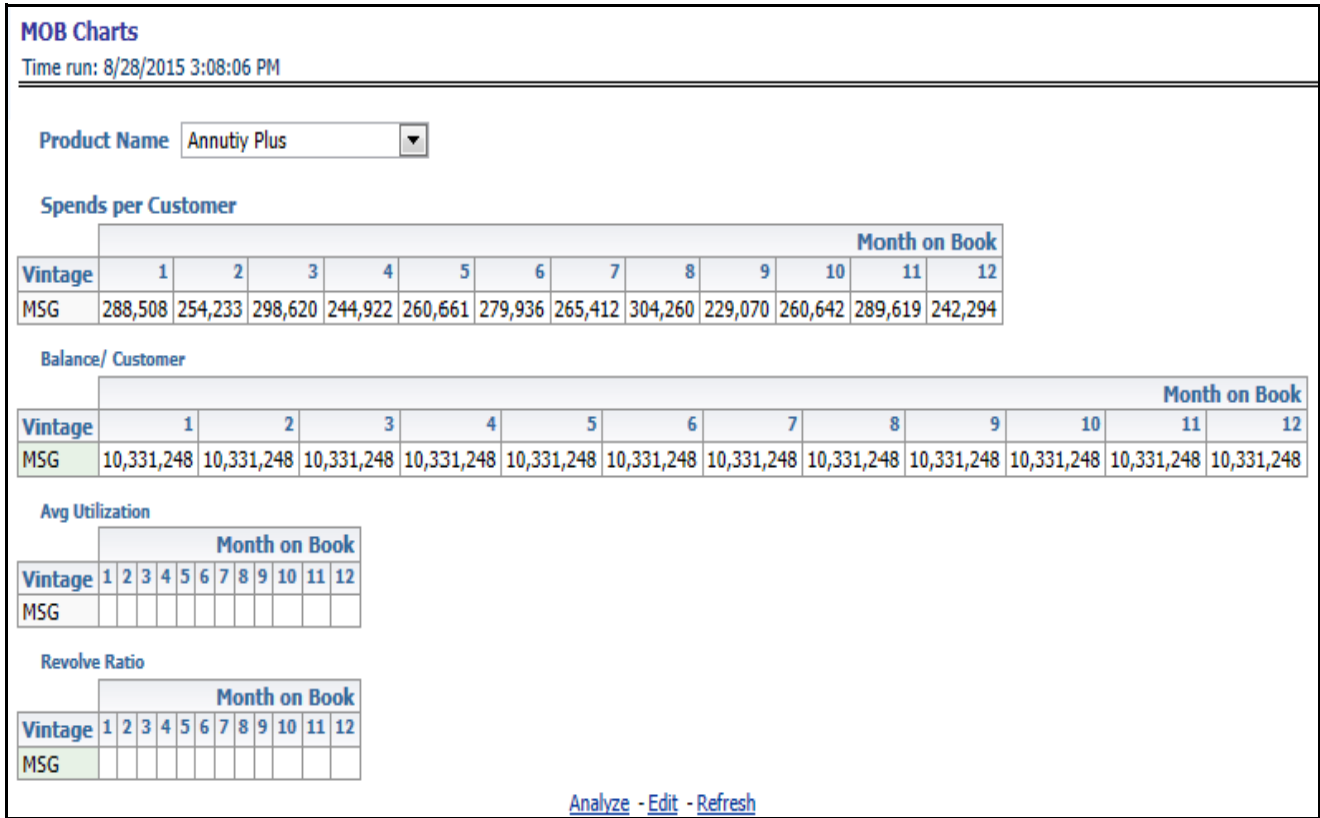 MOB Charts
Time run: 8/28/2015 3:08:06 PM
Product Name Annutiy Plus
Spends per Customer
Month on Book
Vintage 1 2 3 4 5 6 7 8 9 10 11 12
MSG 288,508 254,233 298,620 244,922 260,661 279,936 265,412 304,260 229,070 260,642 289,619 242,294
Balance/ Customer
Month on Book
Vintage 1 2 3 4 5 6 7 8 9 10 11 12
MSG 10,331,248 10,331,248 10,331,248 10,331,248 10,331,248 10,331,248 10,331,248 10,331,248 10,331,248 10,331,248 10,331,248 10,331,248
Avg Utilization
Month on Book
Vintage 1 2 3 4 5 6 7 8 9 10 11 12
MSG
Revolve Ratio
Month on Book
Vintage 1 2 3 4 5 6 7 8 9 10 11 12
MSG
Analyze - Edit - Refresh